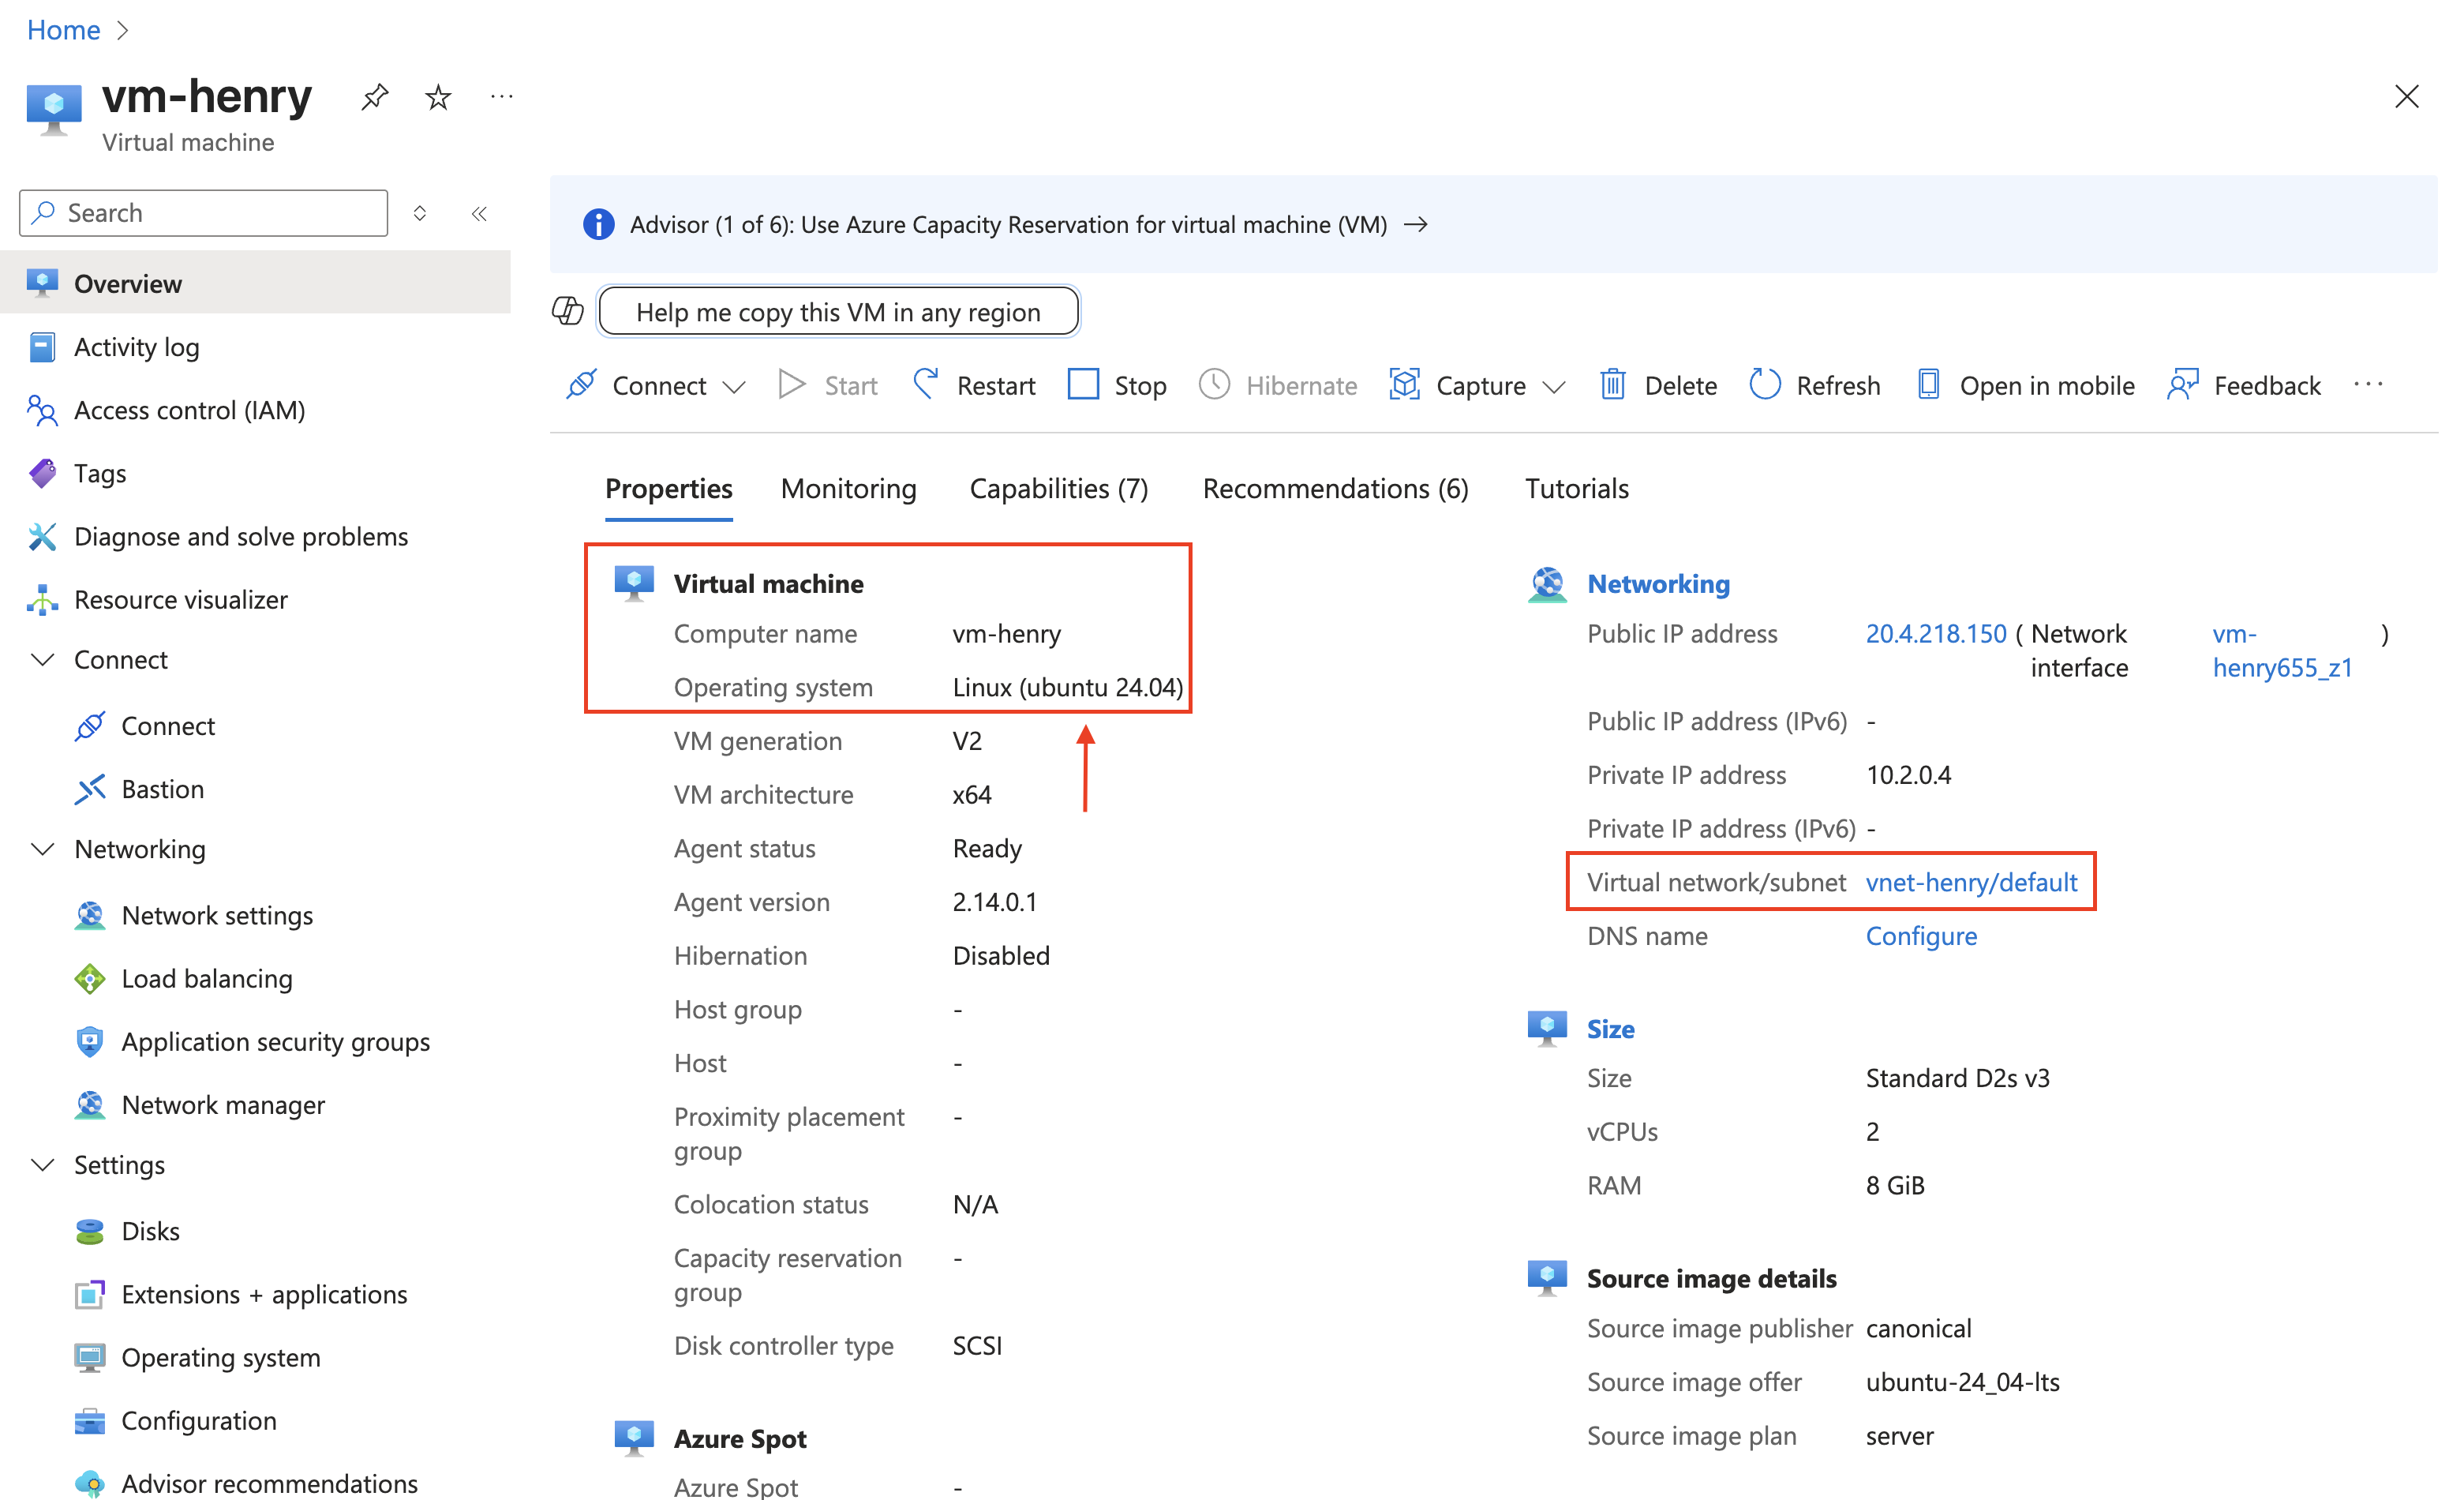 Home
vm-henry
Virtual machine
Search
Overview
Activity log
Access control (IAM)
Tags
Diagnose and solve problems
Resource visualizer
Connect
Connect
Bastion
Networking
Network settings
Load balancing
Application security groups
Network manager
Settings
Disks
Extensions + applications
Operating system
Configuration
Advisor recommendations
Advisor (1 of 6): Use Azure Capacity Reservation for virtual machine (VM) →
Help me copy this VM in any region
Connect Start Restart Stop Hibernate Capture Delete Refresh Open in mobile Feedback ...
Properties Monitoring Capabilities (7) Recommendations (6) Tutorials
Virtual machine
Computer name vm-henry
Operating system Linux (ubuntu 24.04)
VM generation V2
VM architecture x64
Agent status Ready
Agent version 2.14.0.1
Hibernation Disabled
Host group -
Host -
Proximity placement -
group
Colocation status N/A
Capacity reservation -
group
Disk controller type SCSI
Azure Spot
Azure Spot -
Networking
Public IP address 20.4.218.150 ( Network vm- )
interface henry655_z1
Public IP address (IPv6) -
Private IP address 10.2.0.4
Private IP address (IPv6) -
Virtual network/subnet vnet-henry/default
DNS name Configure
Size
Size Standard D2s v3
vCPUs 2
RAM 8 GiB
Source image details
Source image publisher canonical
Source image offer ubuntu-24_04-lts
Source image plan server